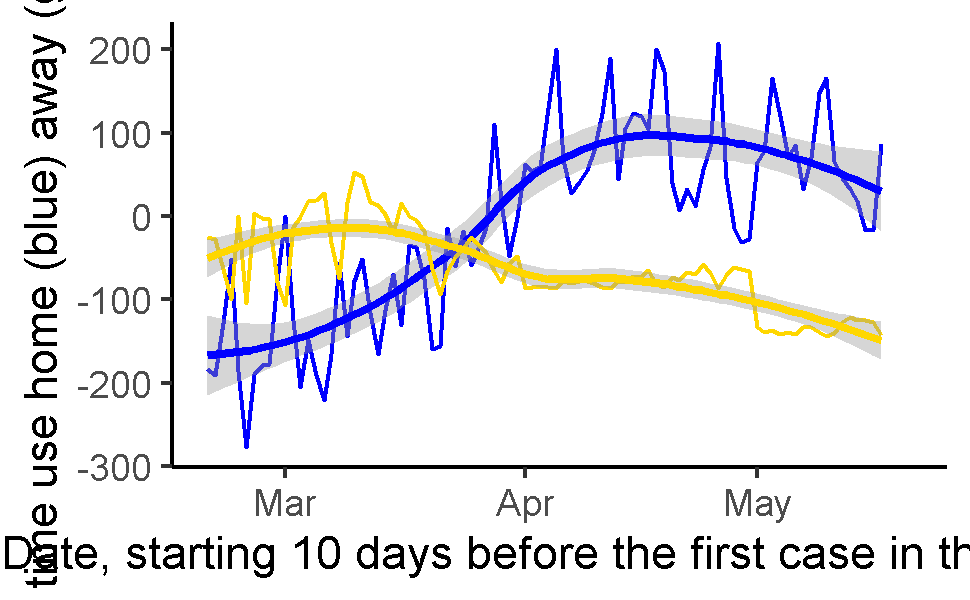 time use home (blue) away (
200
100
0
-100
-200
-300
Mar Apr May
Date, starting 10 days before the first case in